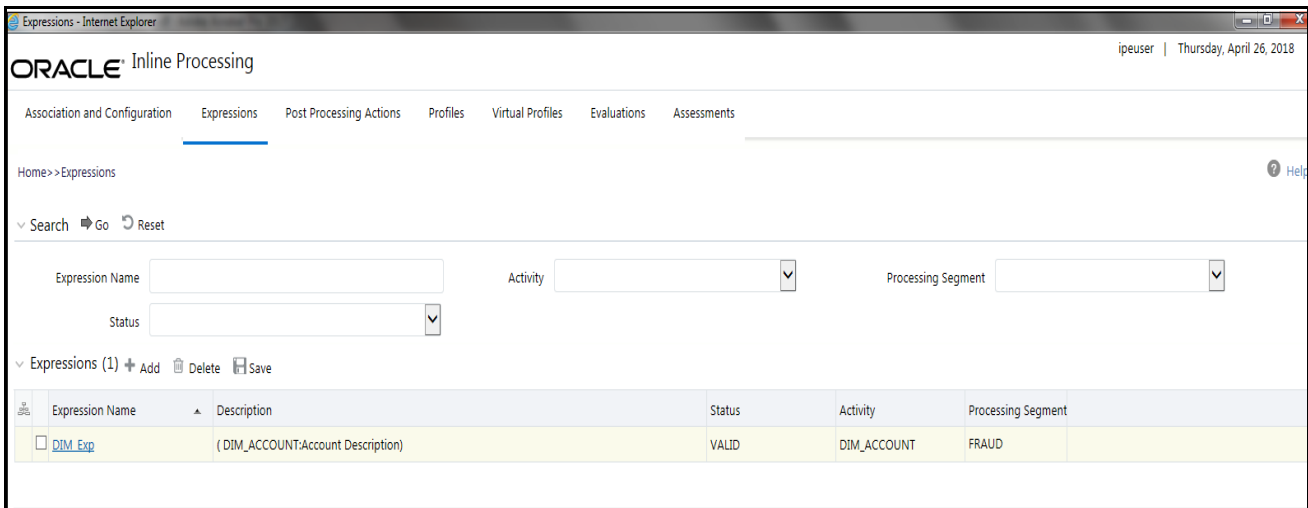 Expressions - Internet Explorer
ORACLE® Inline Processing
ipeuser | Thursday, April 26, 2018
Association and Configuration Expressions Post Processing Actions Profiles Virtual Profiles Evaluations Assessments
Home>>Expressions
Help
Search Go Reset
Expression Name Activity Processing Segment
Status
Expressions (1) Add Delete Save
Expression Name Description Status Activity Processing Segment
DIM_Exp ( DIM_ACCOUNT:Account Description) VALID DIM_ACCOUNT FRAUD